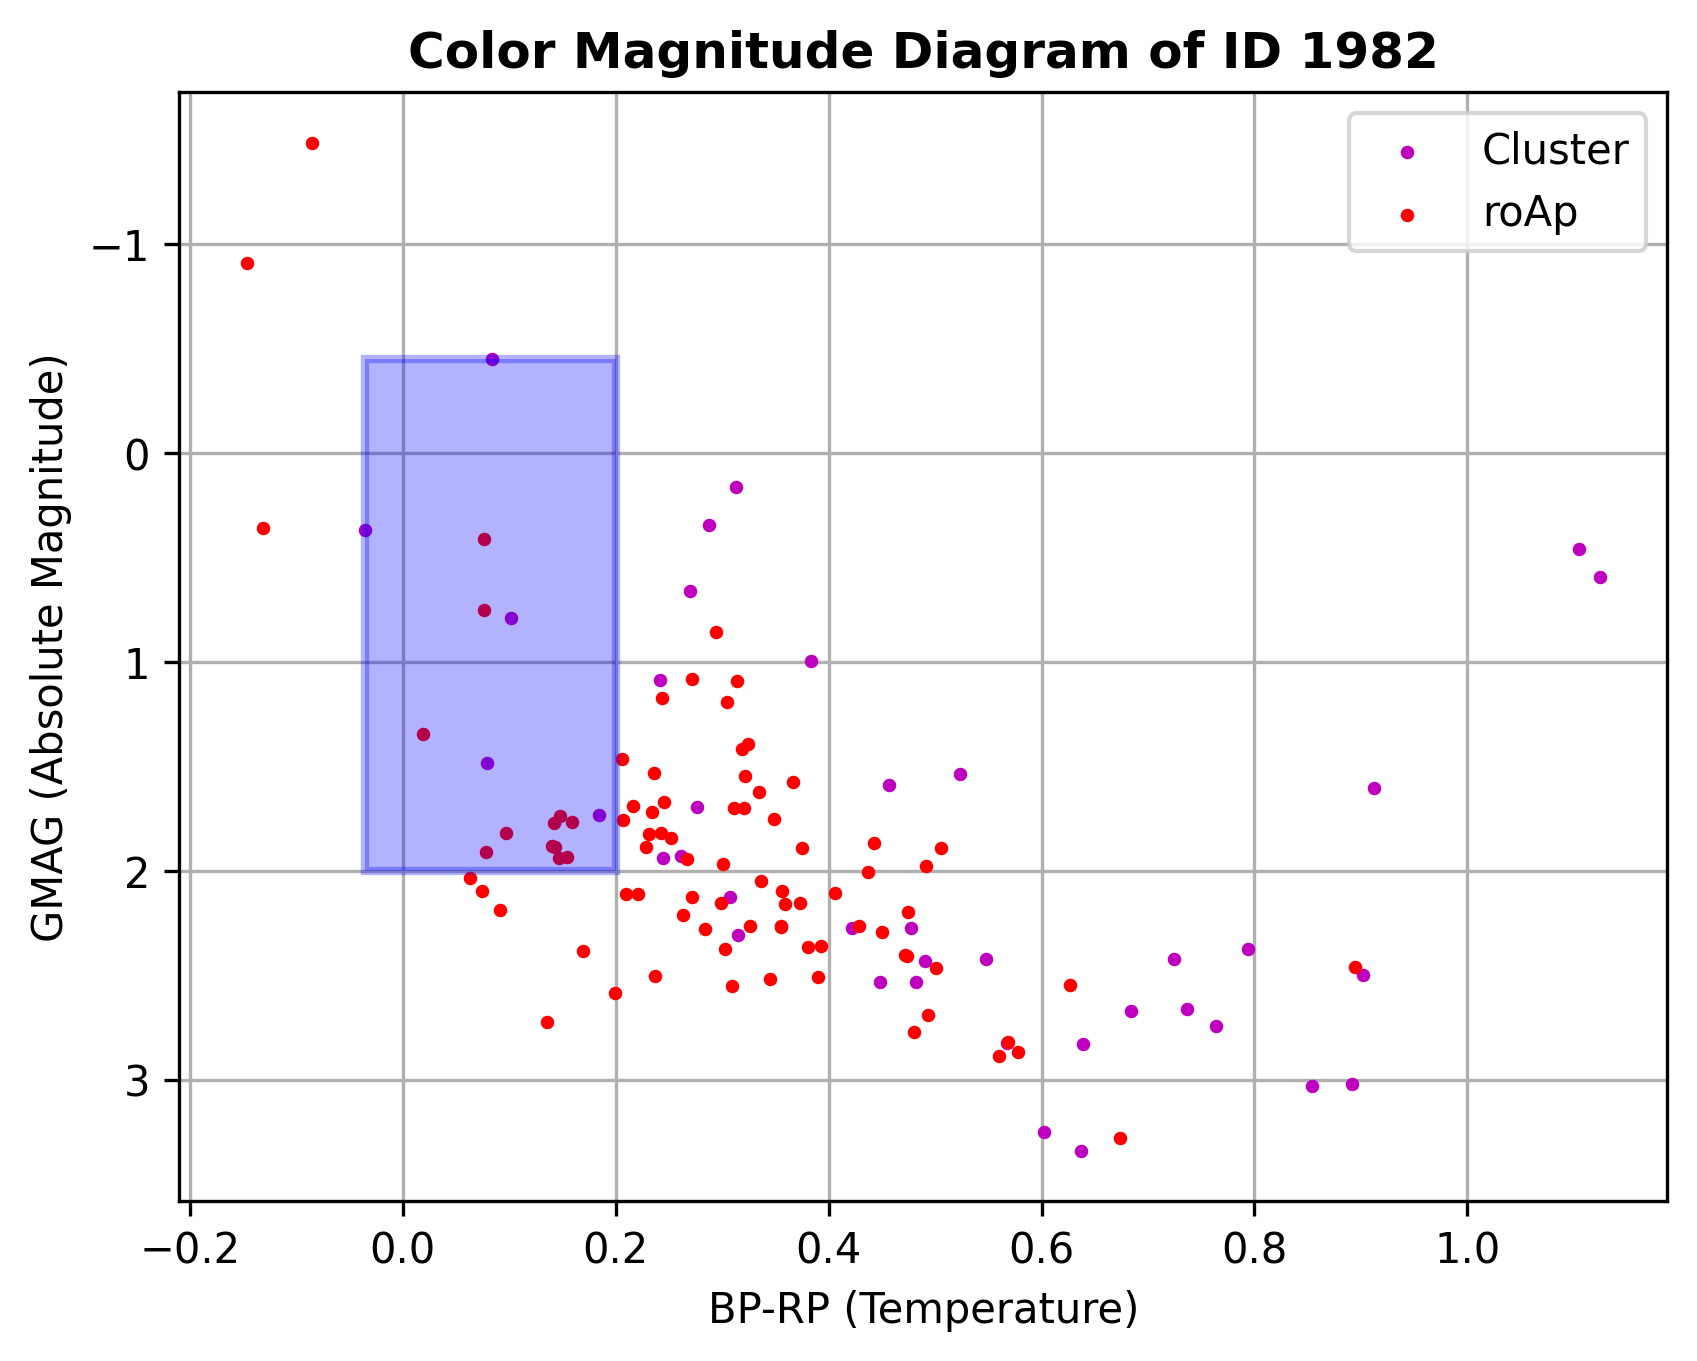 Color Magnitude Diagram of ID 1982
Cluster
roAp
GMAG (Absolute Magnitude)
−1
0
1
2
3
−0.2
0.0
0.2
0.4
0.6
0.8
1.0
BP-RP (Temperature)